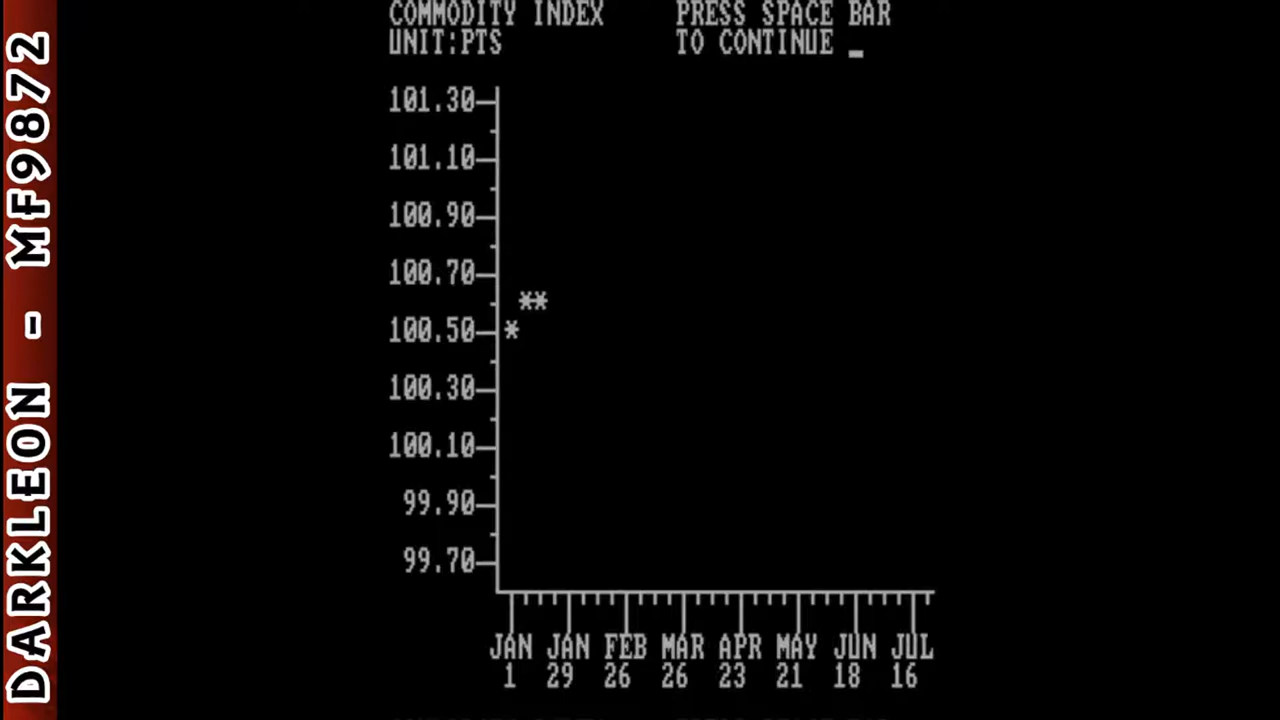 DARKLEON - MF9872
COMMODITY INDEX PRESS SPACE BAR
UNIT:PTS TO CONTINUE _
101.30
101.10
100.90
100.70
**
100.50 *
100.30
100.10
99.90
99.70
JAN JAN FEB MAR APR MAY JUN JUL
1 29 26 26 23 21 18 16